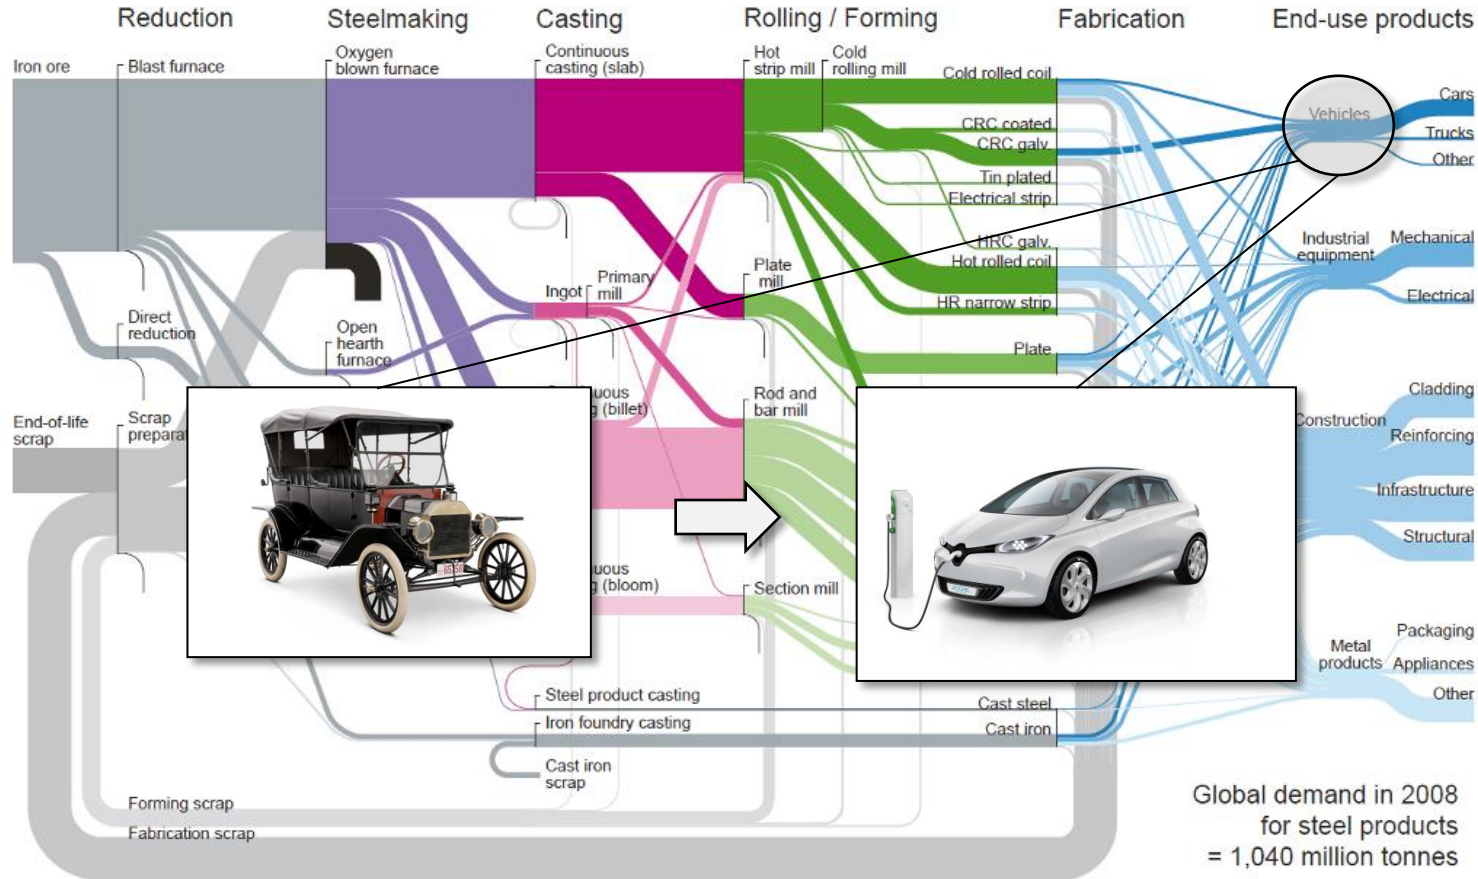 Reduction
Steelmaking
Casting
Rolling / Forming
Fabrication
End-use products
Iron ore
Blast furnace
Oxygen
blown furnace
Continuous
casting (slab)
Hot
strip mill
Cold
rolling mill
Cold rolled coil
CRC coated
CRC galv.
Tin plated
Electrical strip
HRC galv.
Hot rolled coil
HR narrow strip
Plate
Vehicles
Cars
Trucks
Other
Industrial
equipment
Mechanical
Electrical
Direct
reduction
Open
hearth
furnace
Ingot
Primary
mill
Plate
mill
End-of-life
scrap
Scrap
prepara
uous
g (billet)
Rod and
bar mill
Construction
Cladding
Reinforcing
Infrastructure
Structural
uous
g (bloom)
Section mill
Metal
products
Packaging
Appliances
Other
Steel product casting
Iron foundry casting
Cast iron
scrap
Cast steel
Cast iron
Forming scrap
Fabrication scrap
Global demand in 2008
for steel products
= 1,040 million tonnes